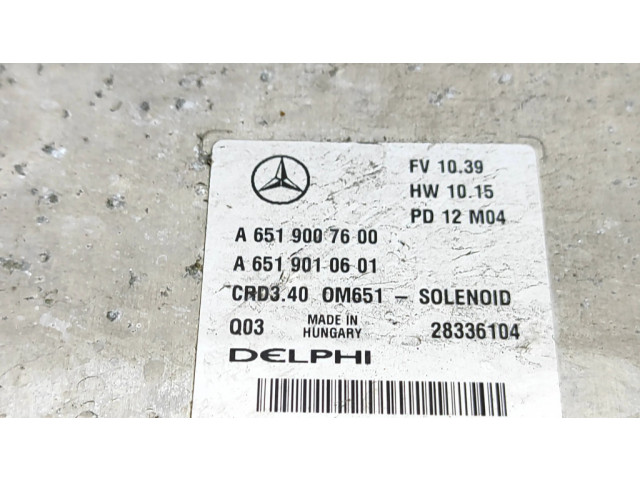 FV 10.39
HW 10.15
PD 12 M04
A 651 900 76 00
A 651 901 06 01
CRD3.40 OM651 - SOLENOID
Q03 MADE IN HUNGARY 28336104
DELPHI